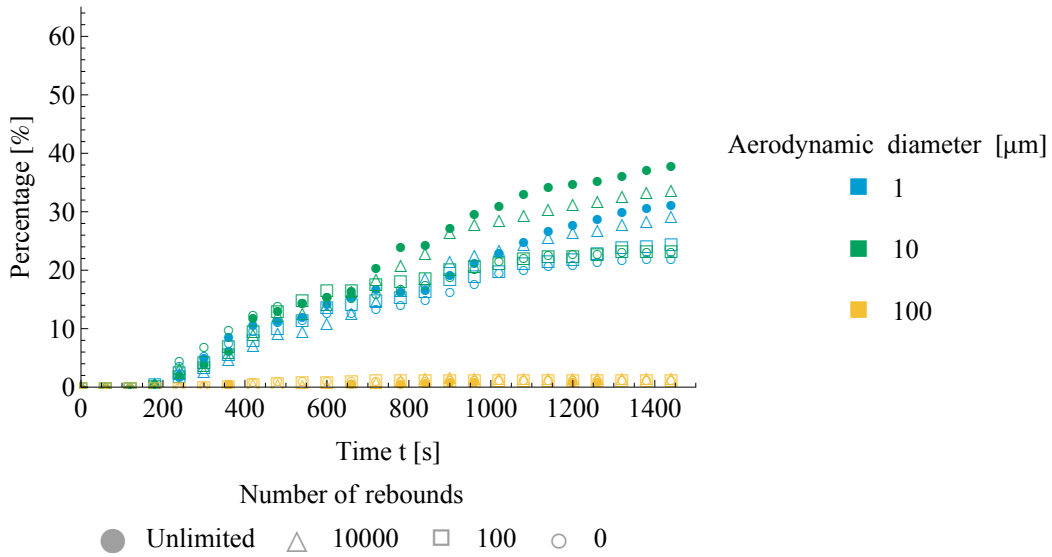 60
50
40
30
20
10
0
Percentage [%]
0 200 400 600 800 1000 1200 1400
Time t [s]
Aerodynamic diameter [μm]
1
10
100
Number of rebounds
Unlimited 10000 100 0